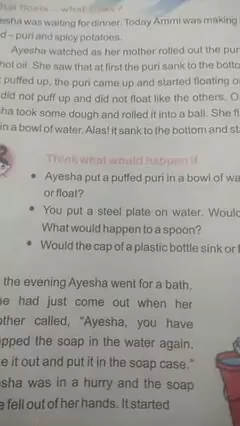 that floats – what sinks?
esha was waiting for dinner. Today Ammi was making
d – puri and spicy potatoes.
Ayesha watched as her mother rolled out the pur
hot oil. She saw that at first the puri sank to the botto
puffed up, the puri came up and started floating o
did not puff up and did not float like the others. O
ha took some dough and rolled it into a ball. She fl
in a bowl of water. Alas! it sank to the bottom and st
Think what would happen if
• Ayesha put a puffed puri in a bowl of wa
or float?
• You put a steel plate on water. Would
What would happen to a spoon?
• Would the cap of a plastic bottle sink or
the evening Ayesha went for a bath.
e had just come out when her
other called, “Ayesha, you have
pped the soap in the water again.
e it out and put it in the soap case.”
sha was in a hurry and the soap
e fell out of her hands. It started